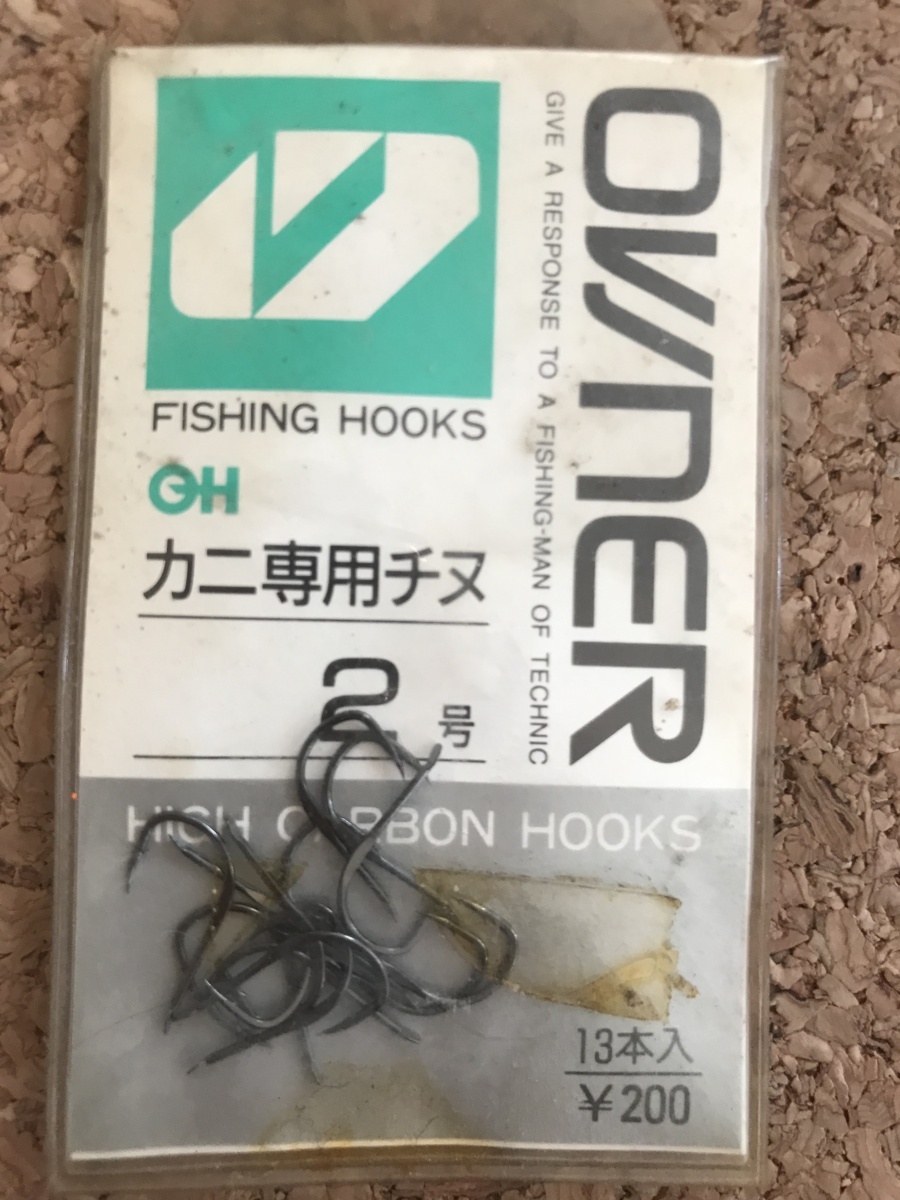 OWNER
GIVE A RESPONSE TO A FISHING-MAN OF TECHNIC
FISHING HOOKS
OH
カニ専用チヌ
2号
HIGH CARBON HOOKS
13本入
¥200